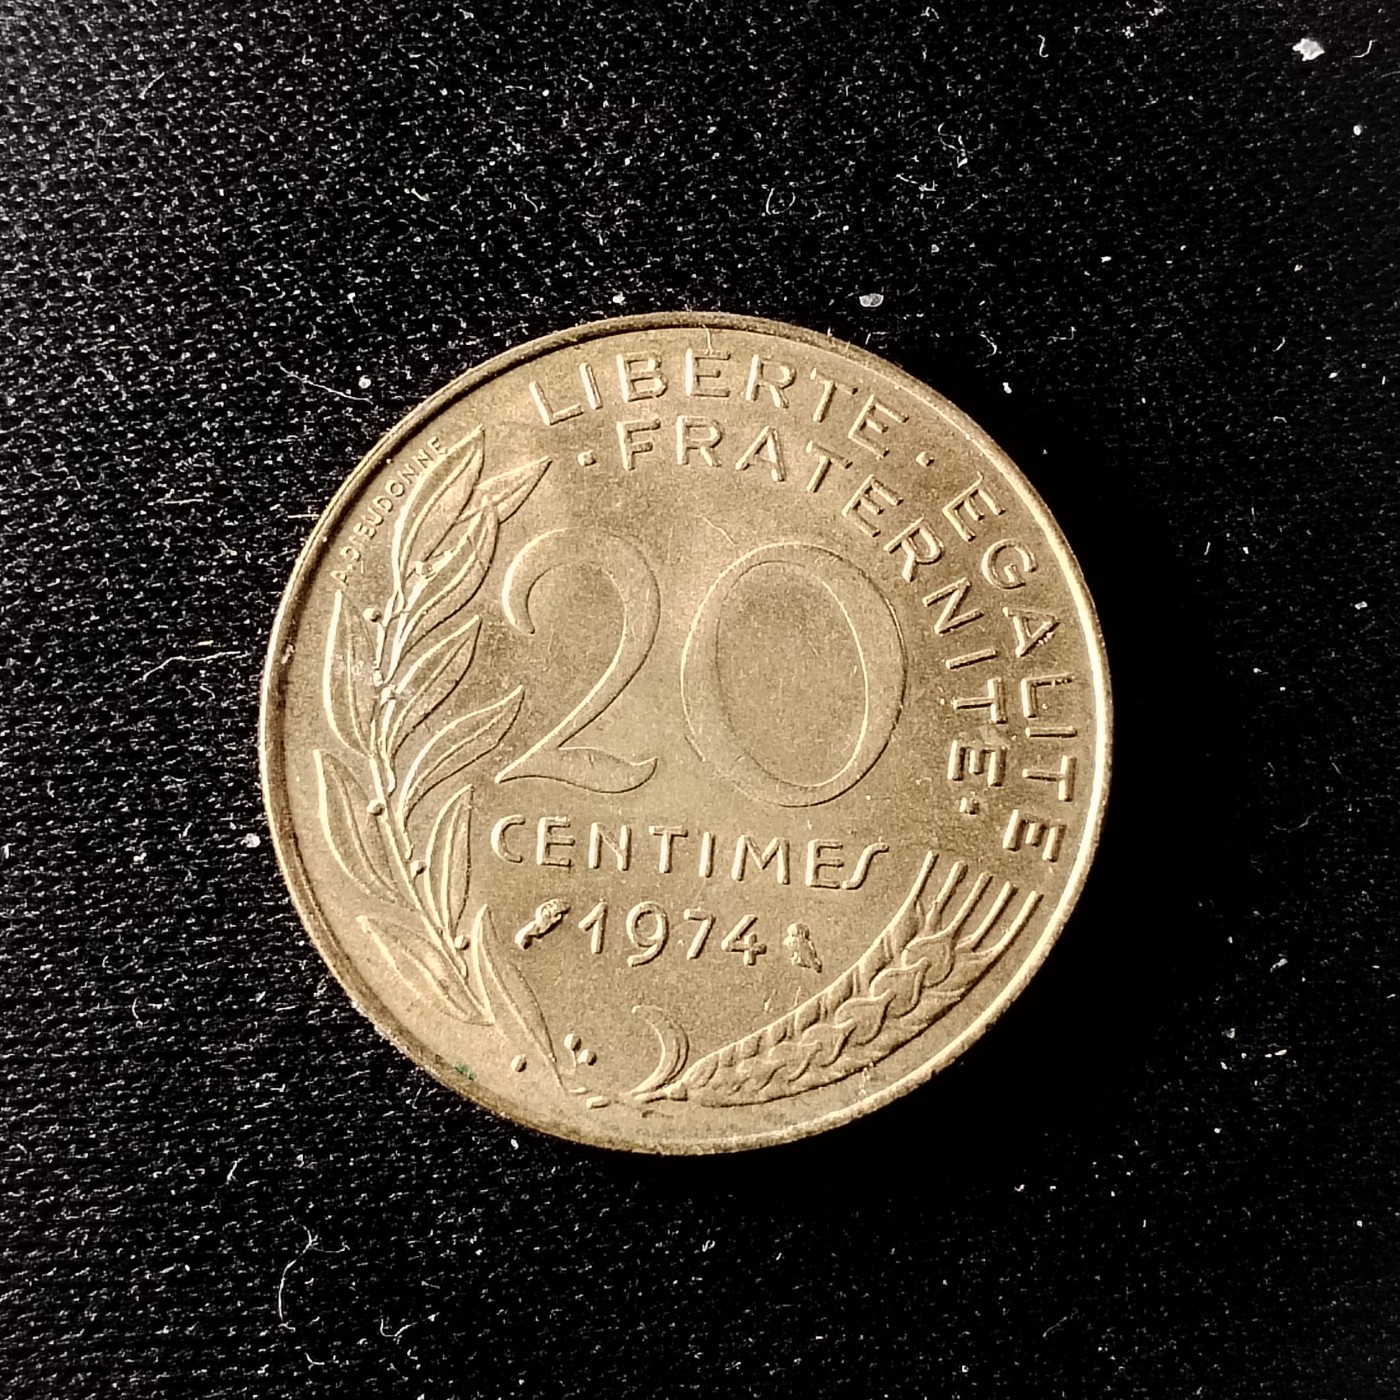 LIBERTE · EGALITE
· FRATERNITE ·
A.DIEUDONNE
20
CENTIMES
1974